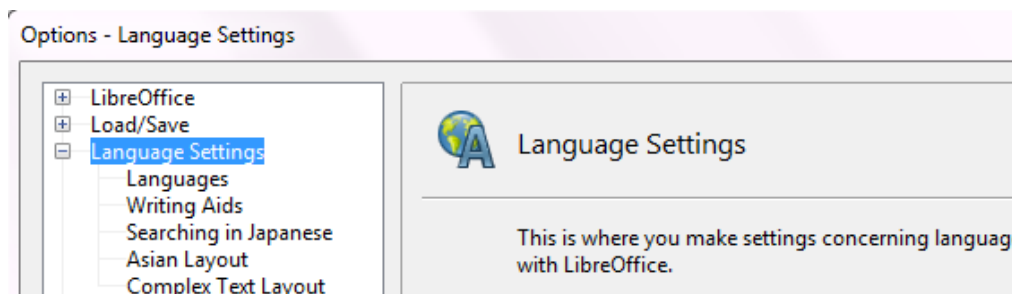 Options - Language Settings
LibreOffice
Load/Save
Language Settings
Languages
Writing Aids
Searching in Japanese
Asian Layout
Complex Text Layout
Language Settings
This is where you make settings concerning languag
with LibreOffice.